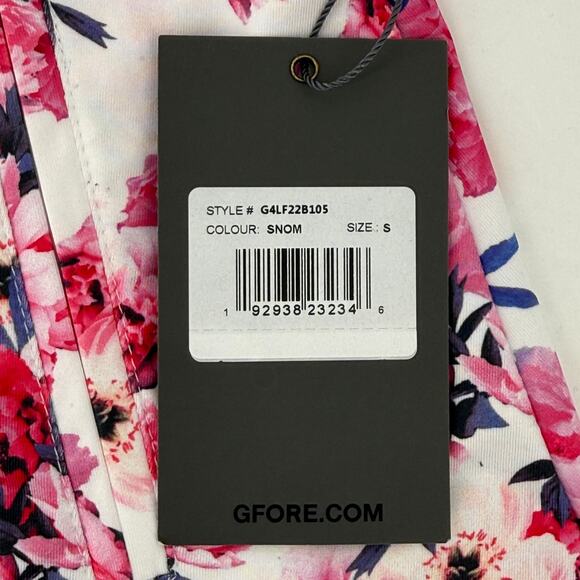 STYLE # G4LF22B105
COLOUR: SNOM SIZE: S
1 92938 23234 6
GFORE.COM